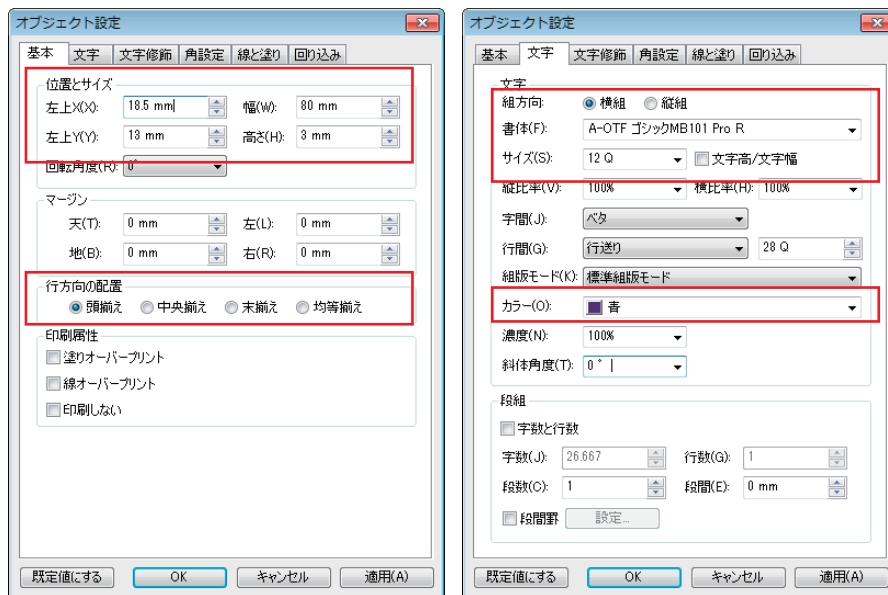 オブジェクト設定
基本 文字 文字修飾 角設定 線と塗り 回り込み
位置とサイズ
左上X(X): 18.5 mm 幅(W): 80 mm
左上Y(Y): 13 mm 高さ(H): 3 mm
回転角度(R): 0°
マージン
天(T): 0 mm 左(L): 0 mm
地(B): 0 mm 右(R): 0 mm
行方向の配置
頭揃え 中央揃え 末揃え 均等揃え
印刷属性
塗りオーバープリント
線オーバープリント
印刷しない
既定値にする OK キャンセル 適用(A)
オブジェクト設定
基本 文字 文字修飾 角設定 線と塗り 回り込み
文字
組方向: 横組 縦組
書体(F): A-OTF ゴシックMB101 Pro R
サイズ(S): 12 Q 文字高/文字幅
縦比率(V): 100% 横比率(H): 100%
字間(J): ベタ
行間(G): 行送り 28 Q
組版モード(K): 標準組版モード
カラー(O): 青
濃度(N): 100%
斜体角度(T): 0°
段組
字数と行数
字数(J): 26.667 行数(G): 1
段数(C): 1 段間(E): 0 mm
段間罫 設定...
既定値にする OK キャンセル 適用(A)